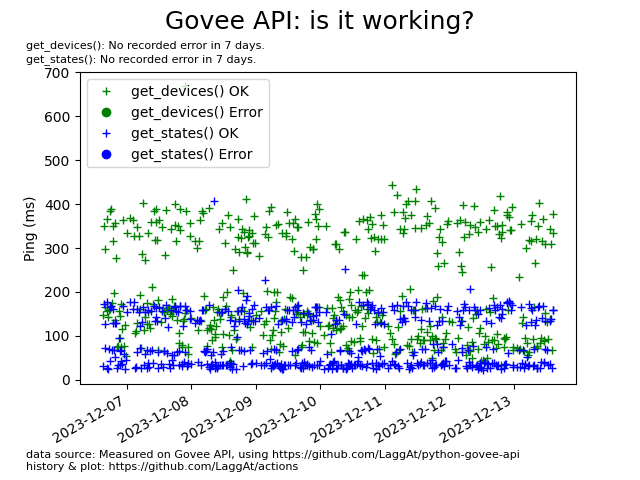 Govee API: is it working?
get_devices(): No recorded error in 7 days.
get_states(): No recorded error in 7 days.
get_devices() OK
get_devices() Error
get_states() OK
get_states() Error
Ping (ms)
700
600
500
400
300
200
100
0
2023-12-07
2023-12-08
2023-12-09
2023-12-10
2023-12-11
2023-12-12
2023-12-13
data source: Measured on Govee API, using https://github.com/LaggAt/python-govee-api
history & plot: https://github.com/LaggAt/actions